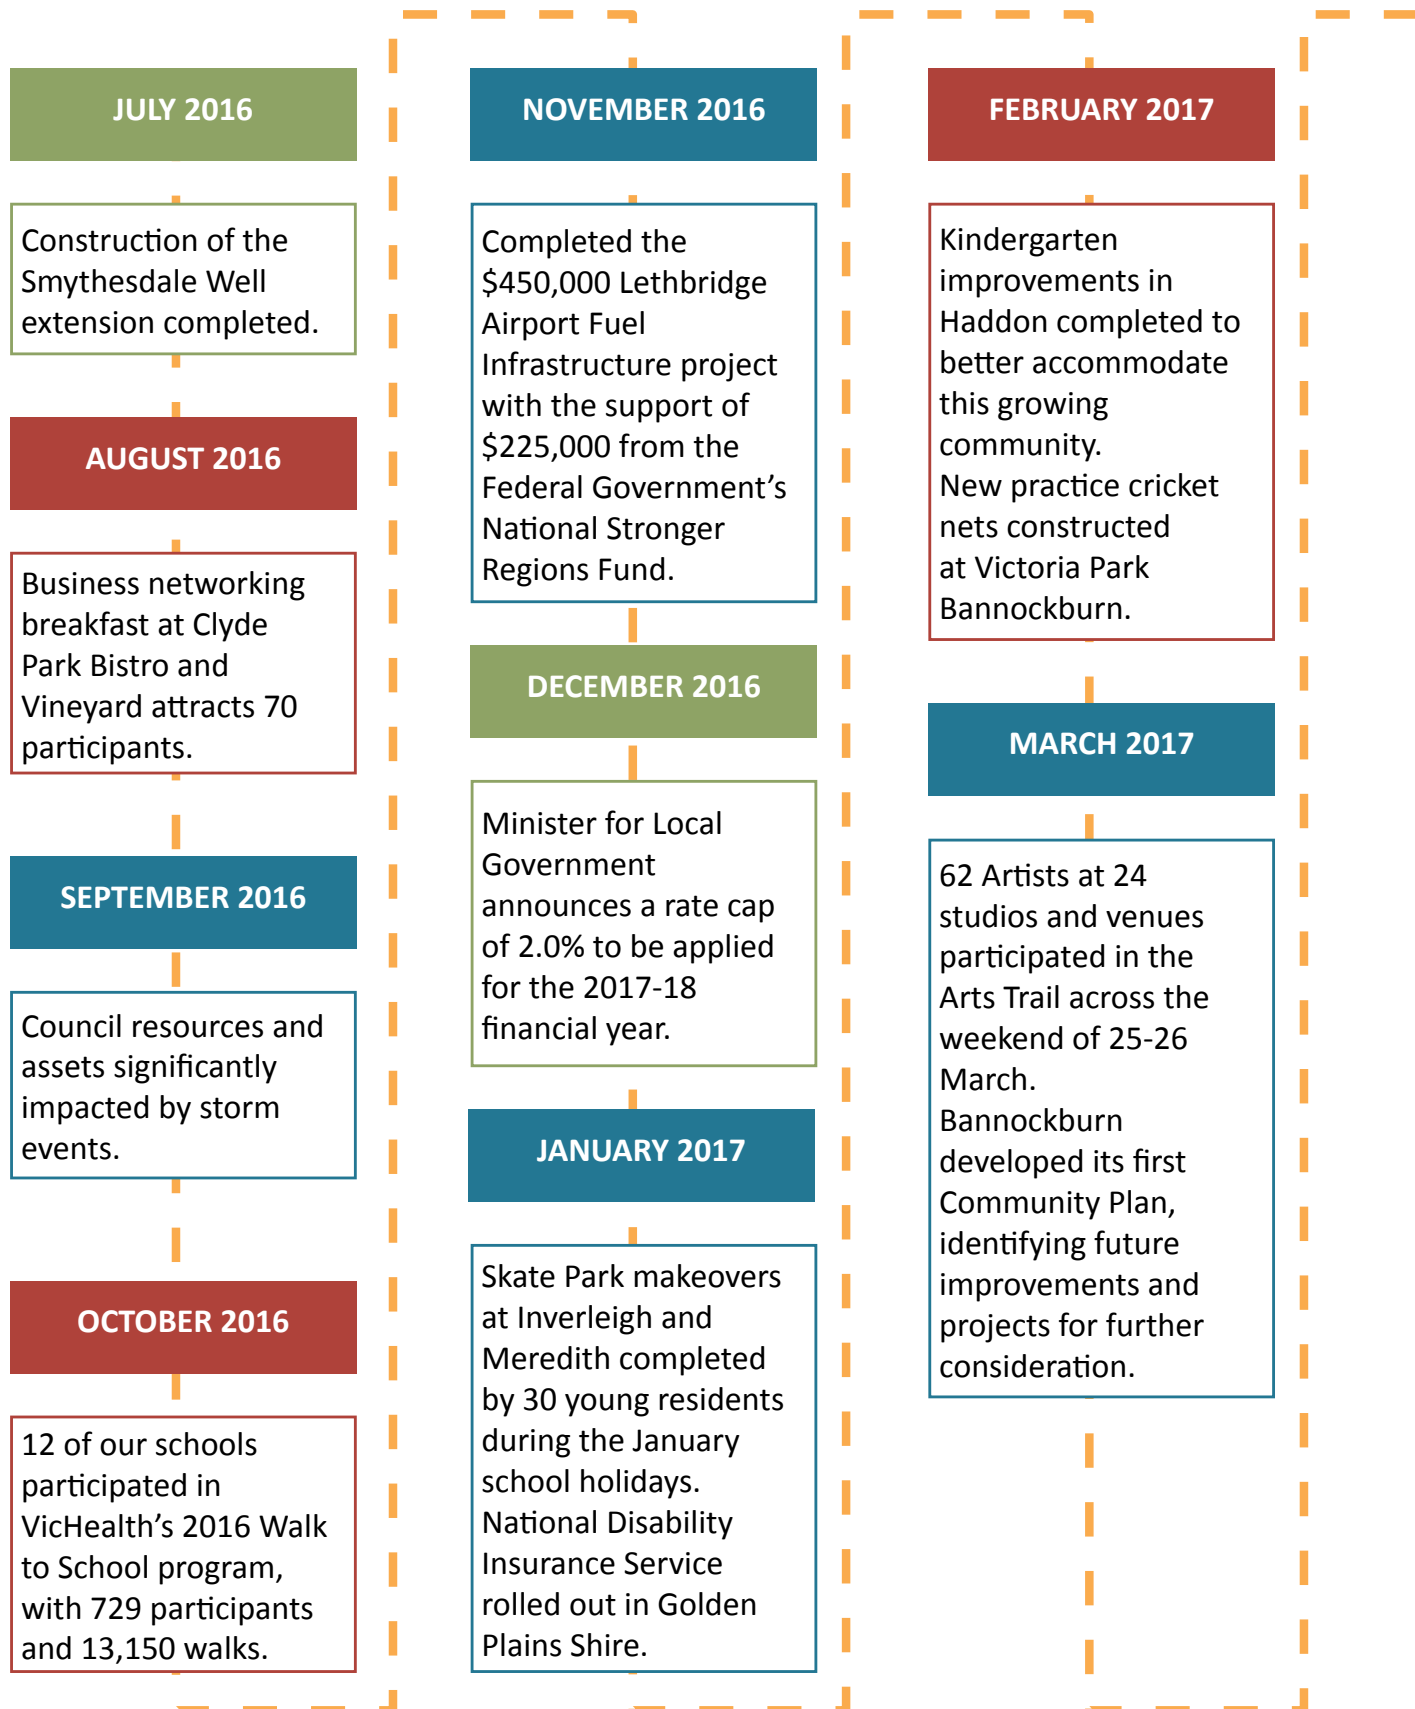 JULY 2016
Construction of the
Smythesdale Well
extension completed.
AUGUST 2016
Business networking
breakfast at Clyde
Park Bistro and
Vineyard attracts 70
participants.
SEPTEMBER 2016
Council resources and
assets significantly
impacted by storm
events.
OCTOBER 2016
12 of our schools
participated in
VicHealth’s 2016 Walk
to School program,
with 729 participants
and 13,150 walks.
NOVEMBER 2016
Completed the
$450,000 Lethbridge
Airport Fuel
Infrastructure project
with the support of
$225,000 from the
Federal Government’s
National Stronger
Regions Fund.
DECEMBER 2016
Minister for Local
Government
announces a rate cap
of 2.0% to be applied
for the 2017-18
financial year.
JANUARY 2017
Skate Park makeovers
at Inverleigh and
Meredith completed
by 30 young residents
during the January
school holidays.
National Disability
Insurance Service
rolled out in Golden
Plains Shire.
FEBRUARY 2017
Kindergarten
improvements in
Haddon completed to
better accommodate
this growing
community.
New practice cricket
nets constructed
at Victoria Park
Bannockburn.
MARCH 2017
62 Artists at 24
studios and venues
participated in the
Arts Trail across the
weekend of 25-26
March.
Bannockburn
developed its first
Community Plan,
identifying future
improvements and
projects for further
consideration.